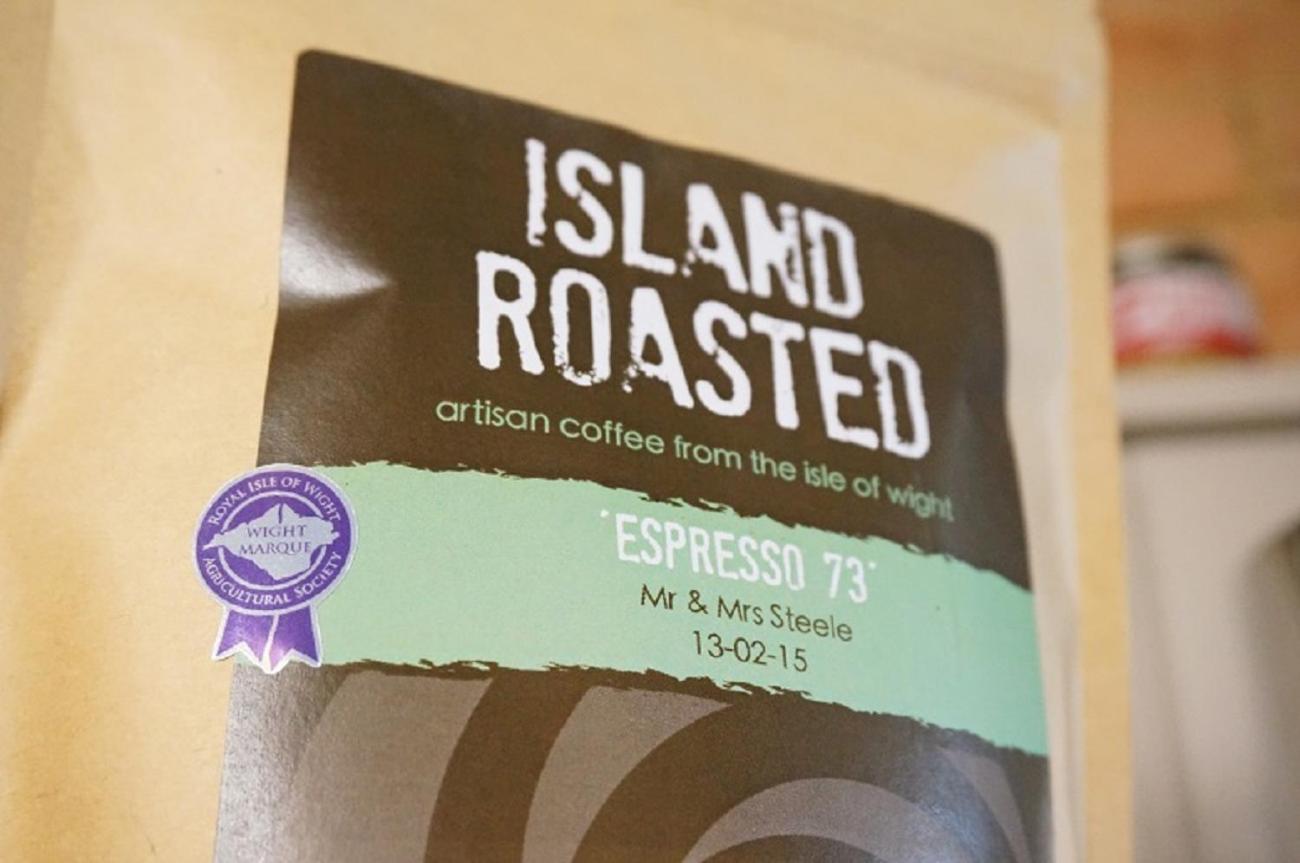 ISLAND
ROASTED
artisan coffee from the isle of wight
'ESPRESSO 73'
Mr & Mrs Steele
13-02-15
ROYAL ISLE OF WIGHT
WIGHT
MARQUE
AGRICULTURAL SOCIETY